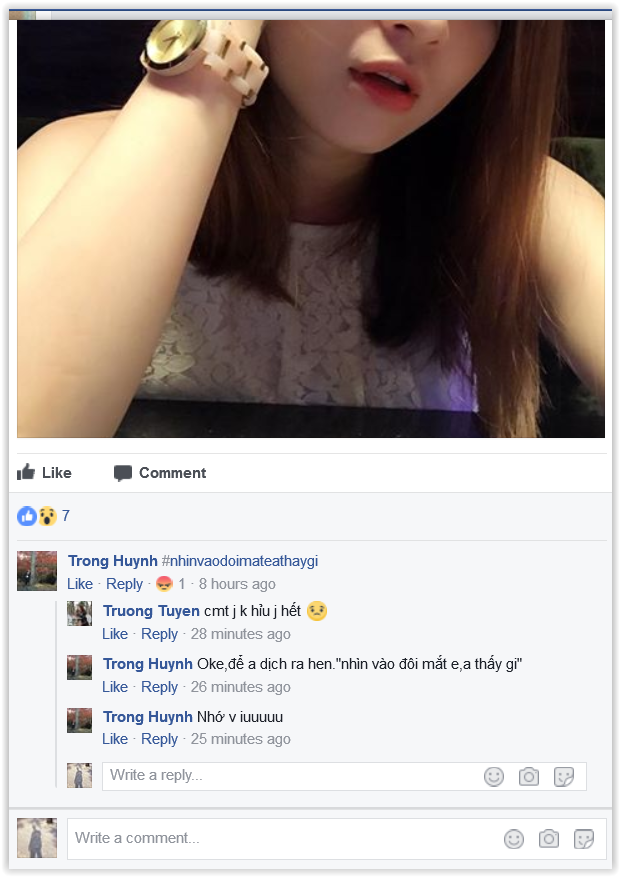 Like Comment
7
Trong Huynh #nhinvaodoimateathaygi
Like · Reply · 1 · 8 hours ago
Truong Tuyen cmt j k hỉu j hết
Like · Reply · 28 minutes ago
Trong Huynh Oke,để a dịch ra hen."nhìn vào đôi mắt e,a thấy gi"
Like · Reply · 26 minutes ago
Trong Huynh Nhớ v iuuuuu
Like · Reply · 25 minutes ago
Write a reply...
Write a comment...